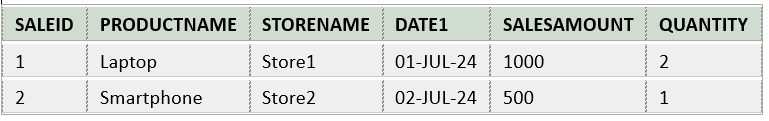 SALEID PRODUCTNAME STORENAME DATE1 SALESAMOUNT QUANTITY
1 Laptop Store1 01-JUL-24 1000 2
2 Smartphone Store2 02-JUL-24 500 1